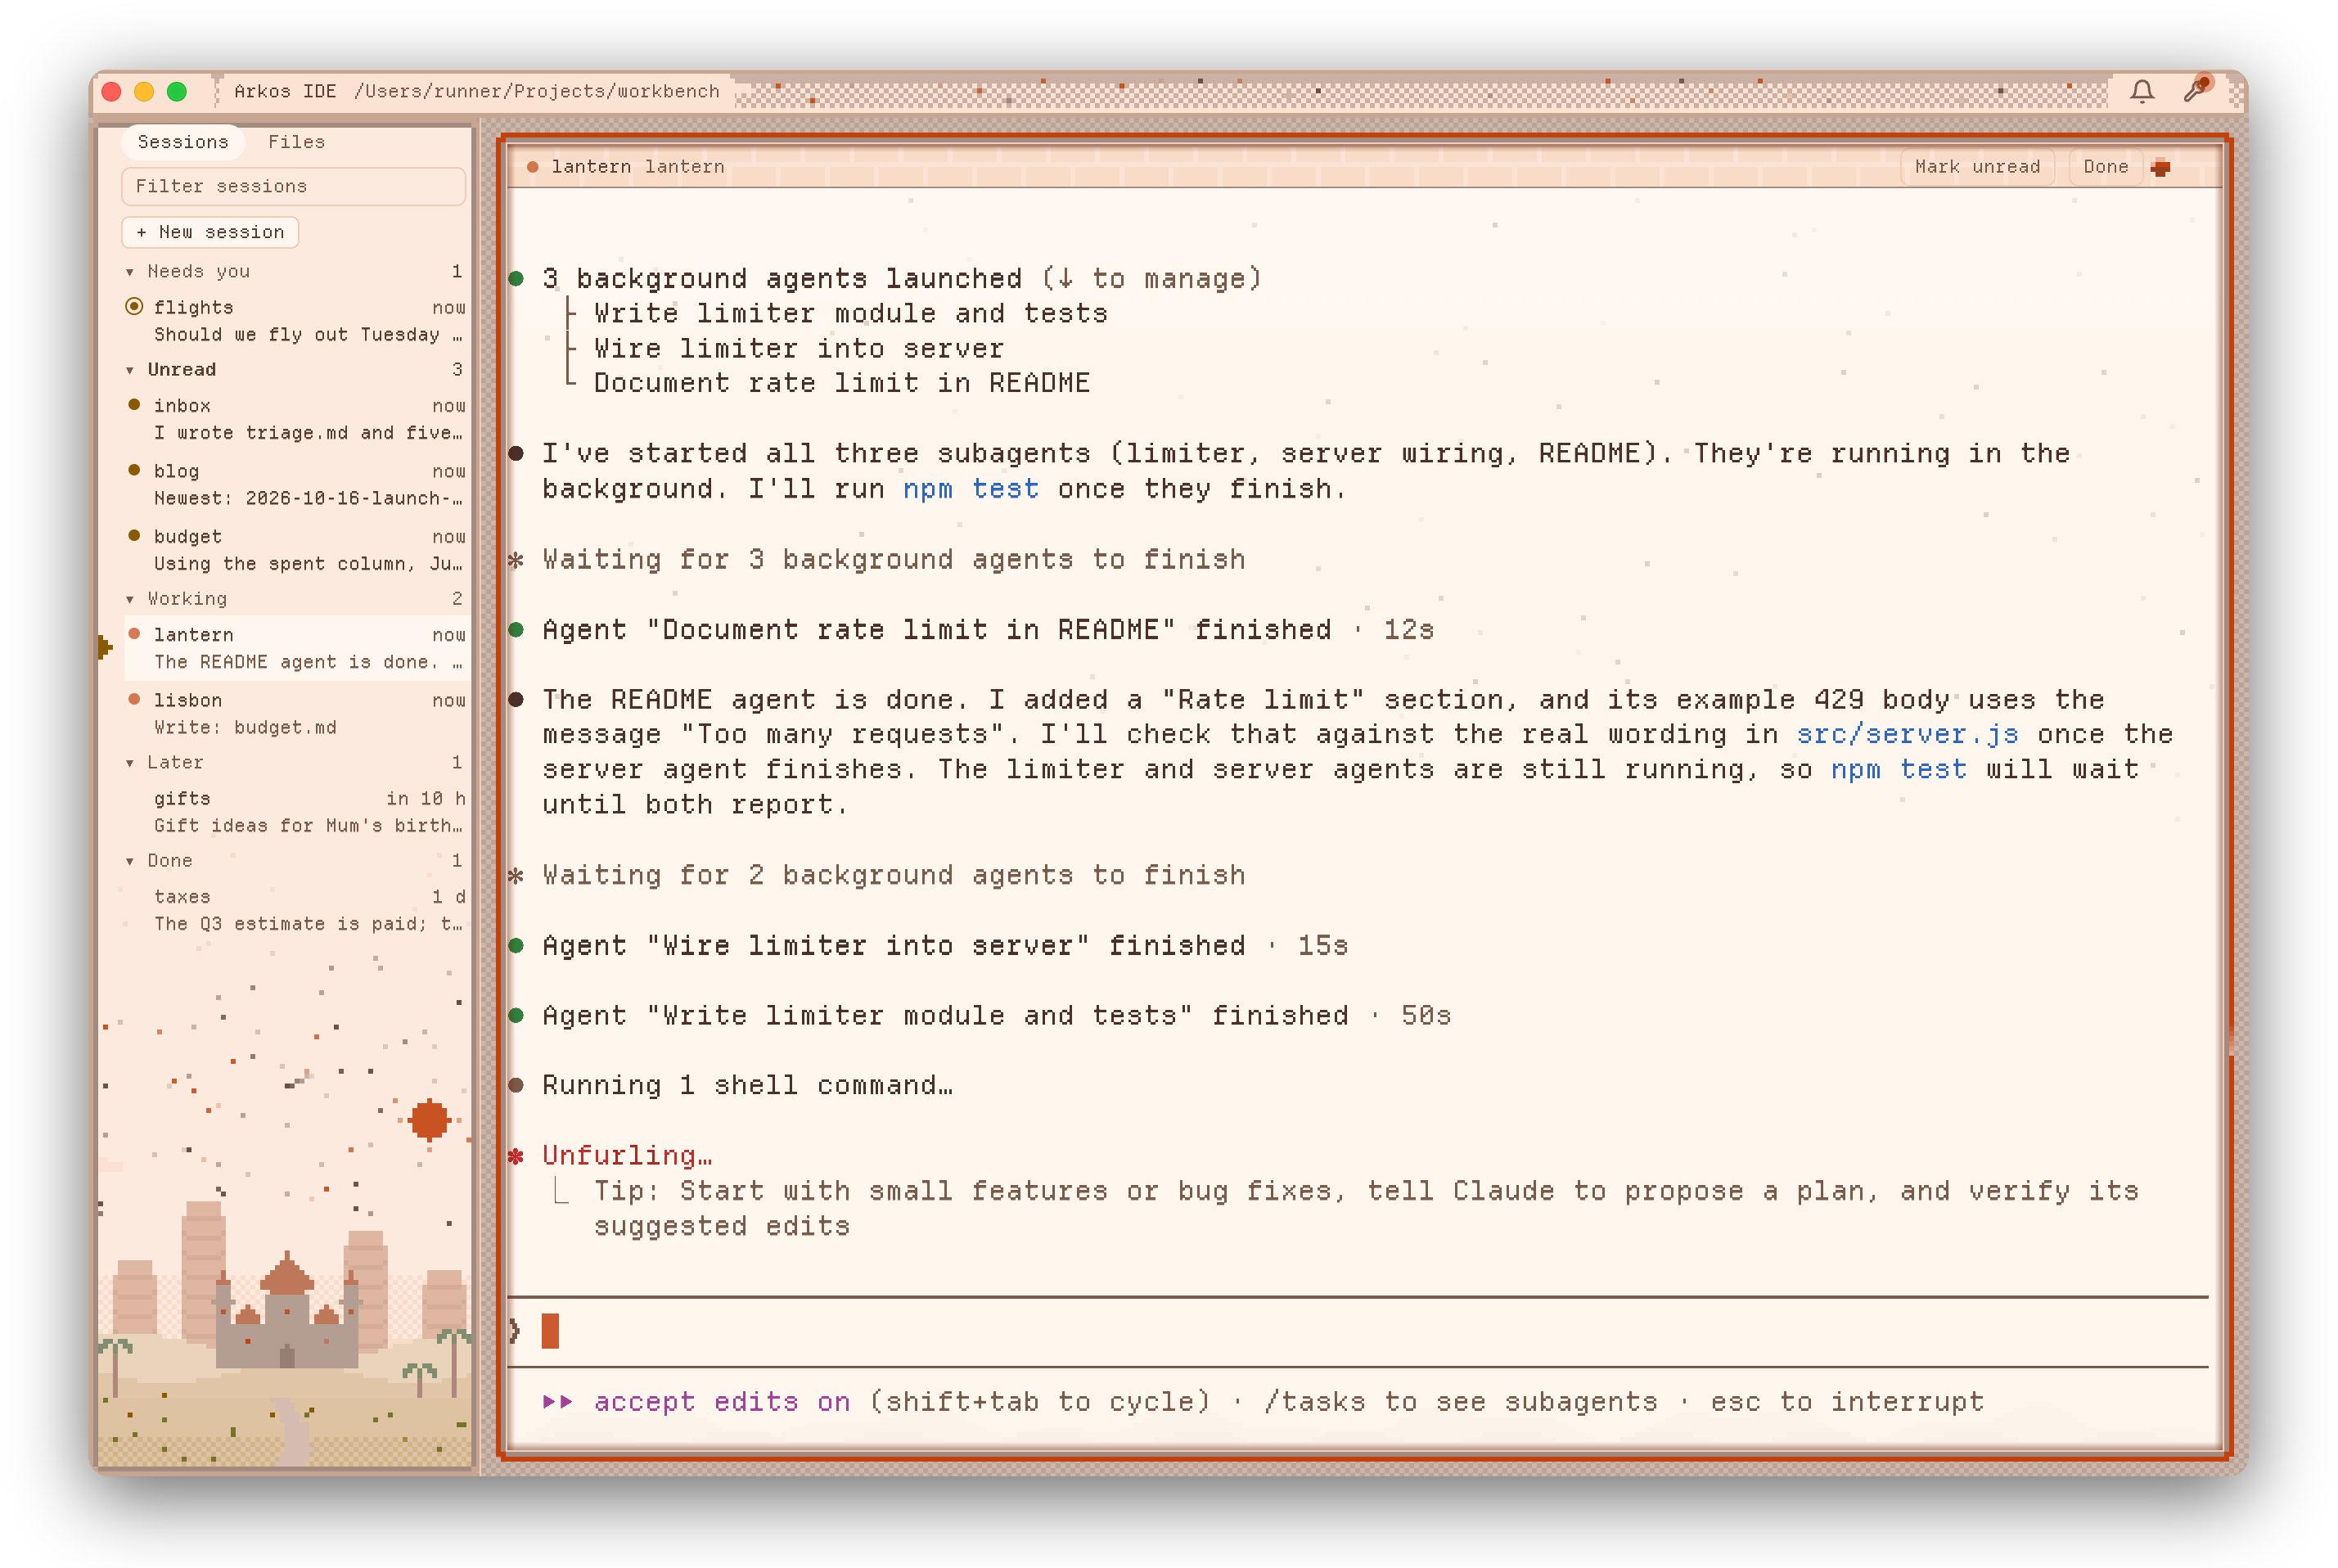 Arkos IDE /Users/runner/Projects/workbench
Sessions Files
Filter sessions
+ New session
▾ Needs you 1
flights now
Should we fly out Tuesday …
▾ Unread 3
inbox now
I wrote triage.md and five…
blog now
Newest: 2026-10-16-launch-…
budget now
Using the spent column, Ju…
▾ Working 2
lantern now
The README agent is done. …
lisbon now
Write: budget.md
▾ Later 1
gifts in 10 h
Gift ideas for Mum's birth…
▾ Done 1
taxes 1 d
The Q3 estimate is paid; t…
lantern lantern
Mark unread Done
● 3 background agents launched (↓ to manage)
├ Write limiter module and tests
├ Wire limiter into server
└ Document rate limit in README
● I've started all three subagents (limiter, server wiring, README). They're running in the
background. I'll run npm test once they finish.
✻ Waiting for 3 background agents to finish
● Agent "Document rate limit in README" finished · 12s
● The README agent is done. I added a "Rate limit" section, and its example 429 body uses the
message "Too many requests". I'll check that against the real wording in src/server.js once the
server agent finishes. The limiter and server agents are still running, so npm test will wait
until both report.
✻ Waiting for 2 background agents to finish
● Agent "Wire limiter into server" finished · 15s
● Agent "Write limiter module and tests" finished · 50s
● Running 1 shell command…
✽ Unfurling…
⎿ Tip: Start with small features or bug fixes, tell Claude to propose a plan, and verify its
suggested edits
❯
⏵⏵ accept edits on (shift+tab to cycle) · /tasks to see subagents · esc to interrupt